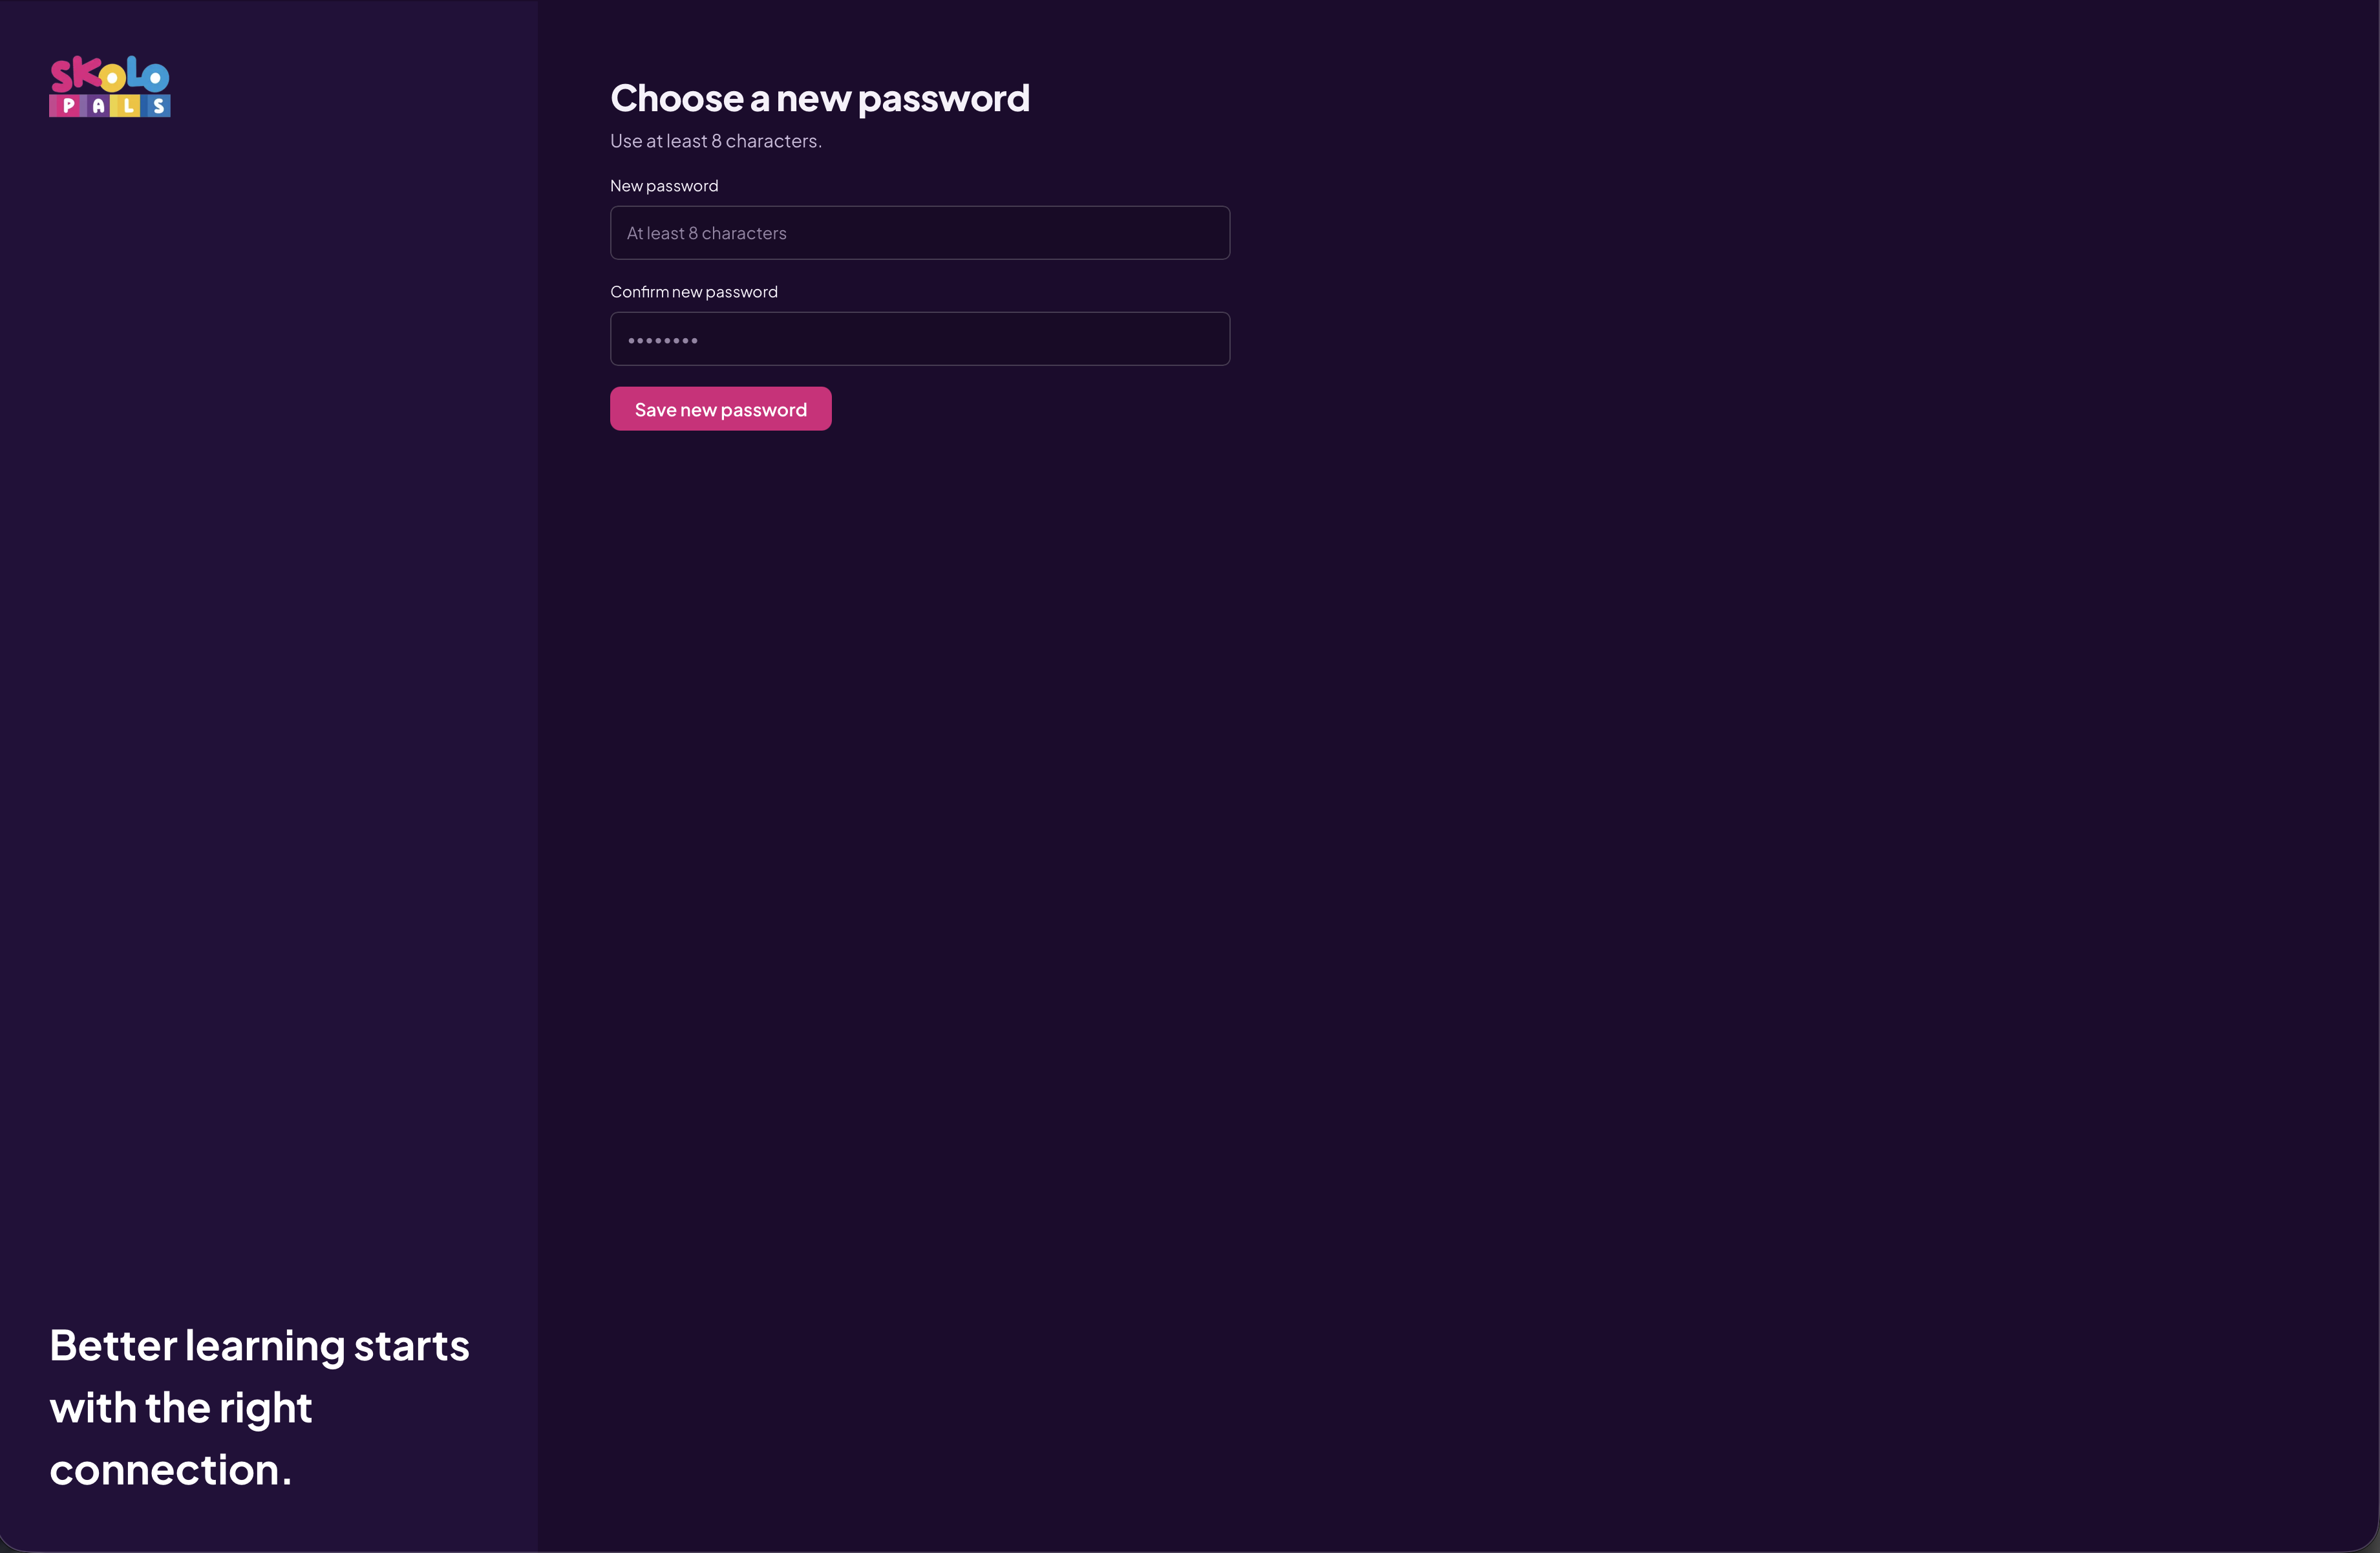 SKOLO
PALS
Choose a new password
Use at least 8 characters.
New password
At least 8 characters
Confirm new password
••••••••
Save new password
Better learning starts
with the right
connection.